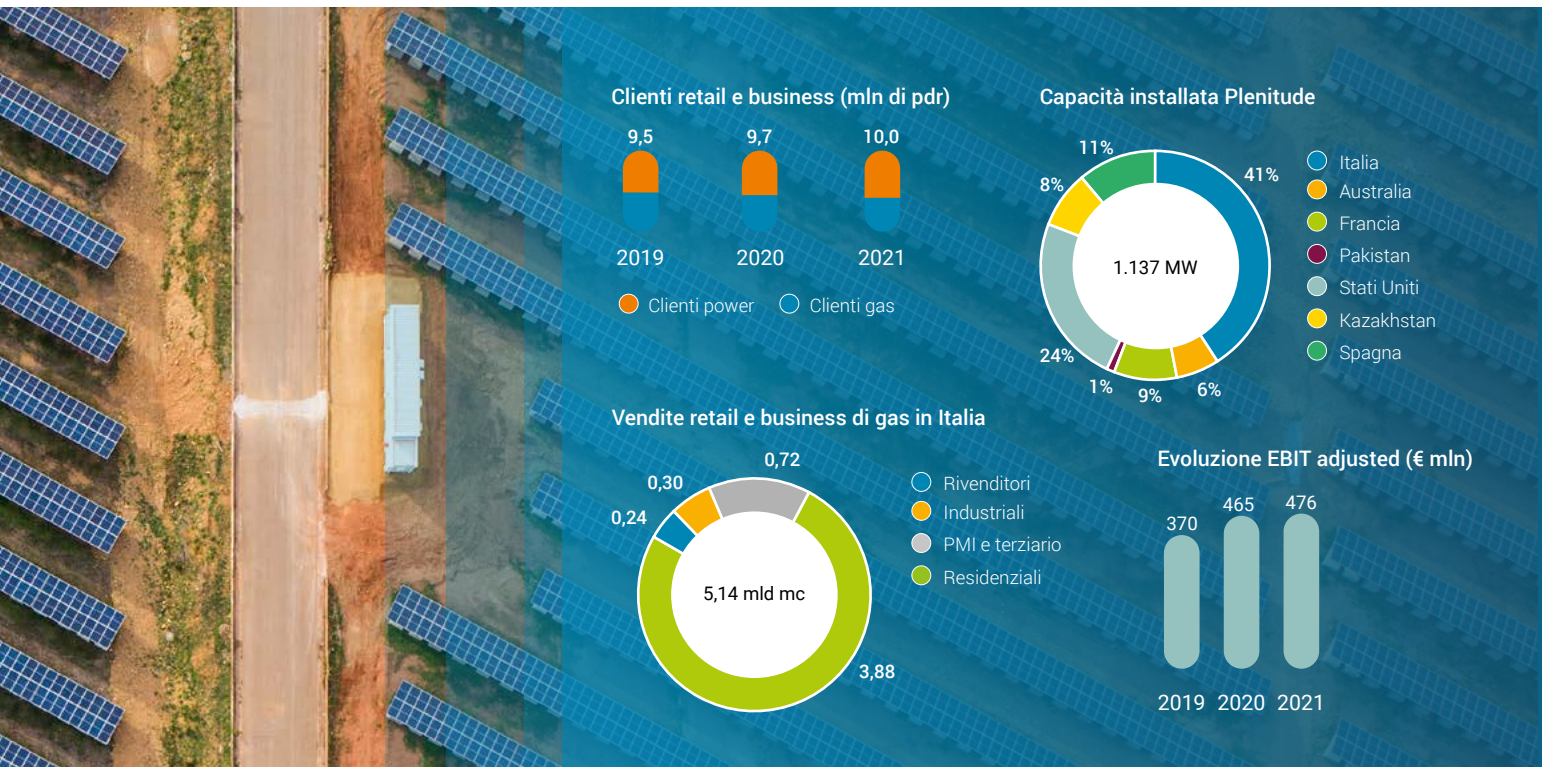 Clienti retail e business (mln di pdr)
9,5
9,7
10,0
2019
2020
2021
Clienti power
Clienti gas
Capacità installata Plenitude
11%
41%
8%
1.137 MW
24%
1%
9%
6%
Italia
Australia
Francia
Pakistan
Stati Uniti
Kazakhstan
Spagna
Vendite retail e business di gas in Italia
0,72
0,30
0,24
5,14 mld mc
3,88
Rivenditori
Industriali
PMI e terziario
Residenziali
Evoluzione EBIT adjusted (€ mln)
370
465
476
2019
2020
2021